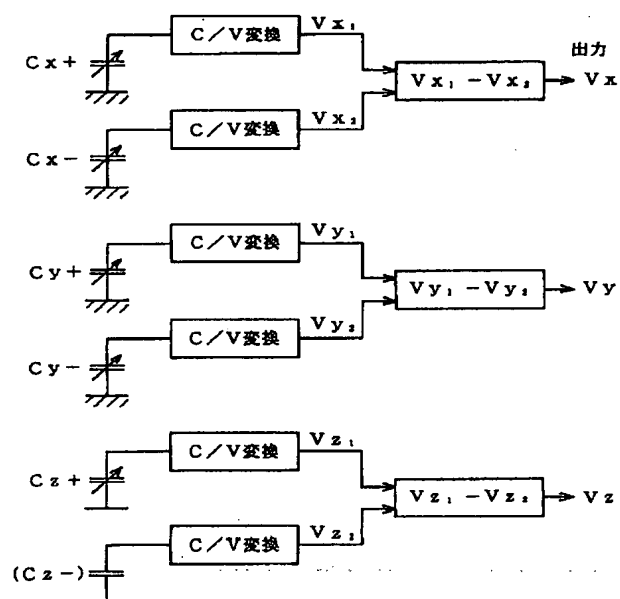 C／V変換
Vx₁
Cx＋
Vx₁－Vx₂
出力
Vx
C／V変換
Vx₂
Cx－
C／V変換
Vy₁
Cy＋
Vy₁－Vy₂
Vy
C／V変換
Vy₂
Cy－
C／V変換
Vz₁
Cz＋
Vz₁－Vz₂
Vz
C／V変換
Vz₂
(Cz－)